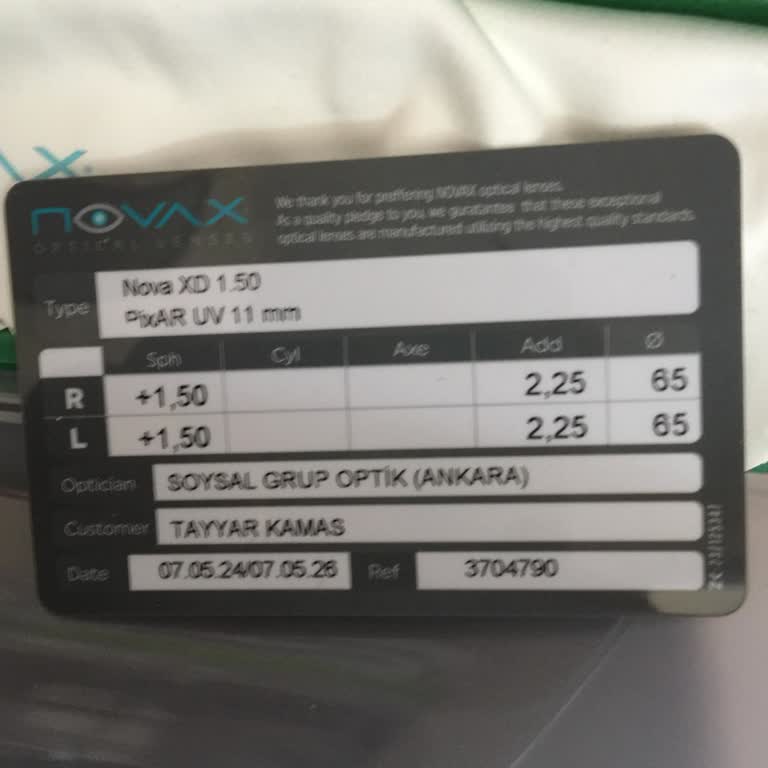 NOVAX
OPTICAL LENSES
We thank you for preffering NOVAX optical lenses.
As a quality pledge to you, we guratantee that these exceptional
optical lenses are manufactured utilising the highest quality standards
Type
Nova XD 1.50
PixAR UV 11 mm
Sph Cyl Axe Add Ø
R +1,50 2,25 65
L +1,50 2,25 65
Optician SOYSAL GRUP OPTİK (ANKARA)
Customer TAYYAR KAMAS
Date 07.05.24/07.05.26 Ref 3704790